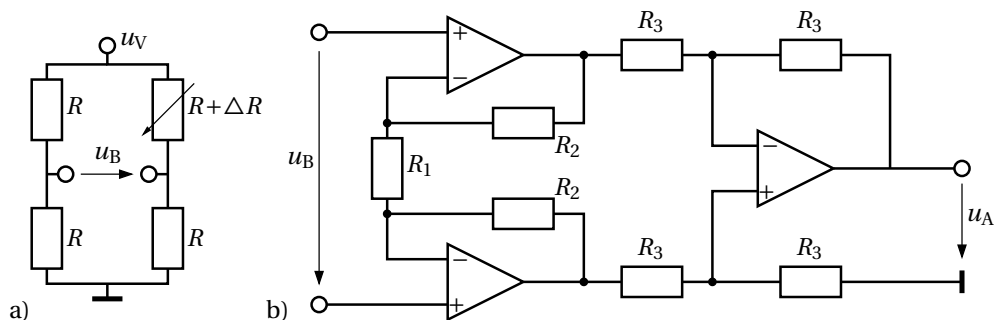 u_V
R
R + △R
u_B
R
R
a)
u_B
+
−
R_1
R_2
R_2
−
+
R_3
R_3
−
+
R_3
R_3
u_A
b)